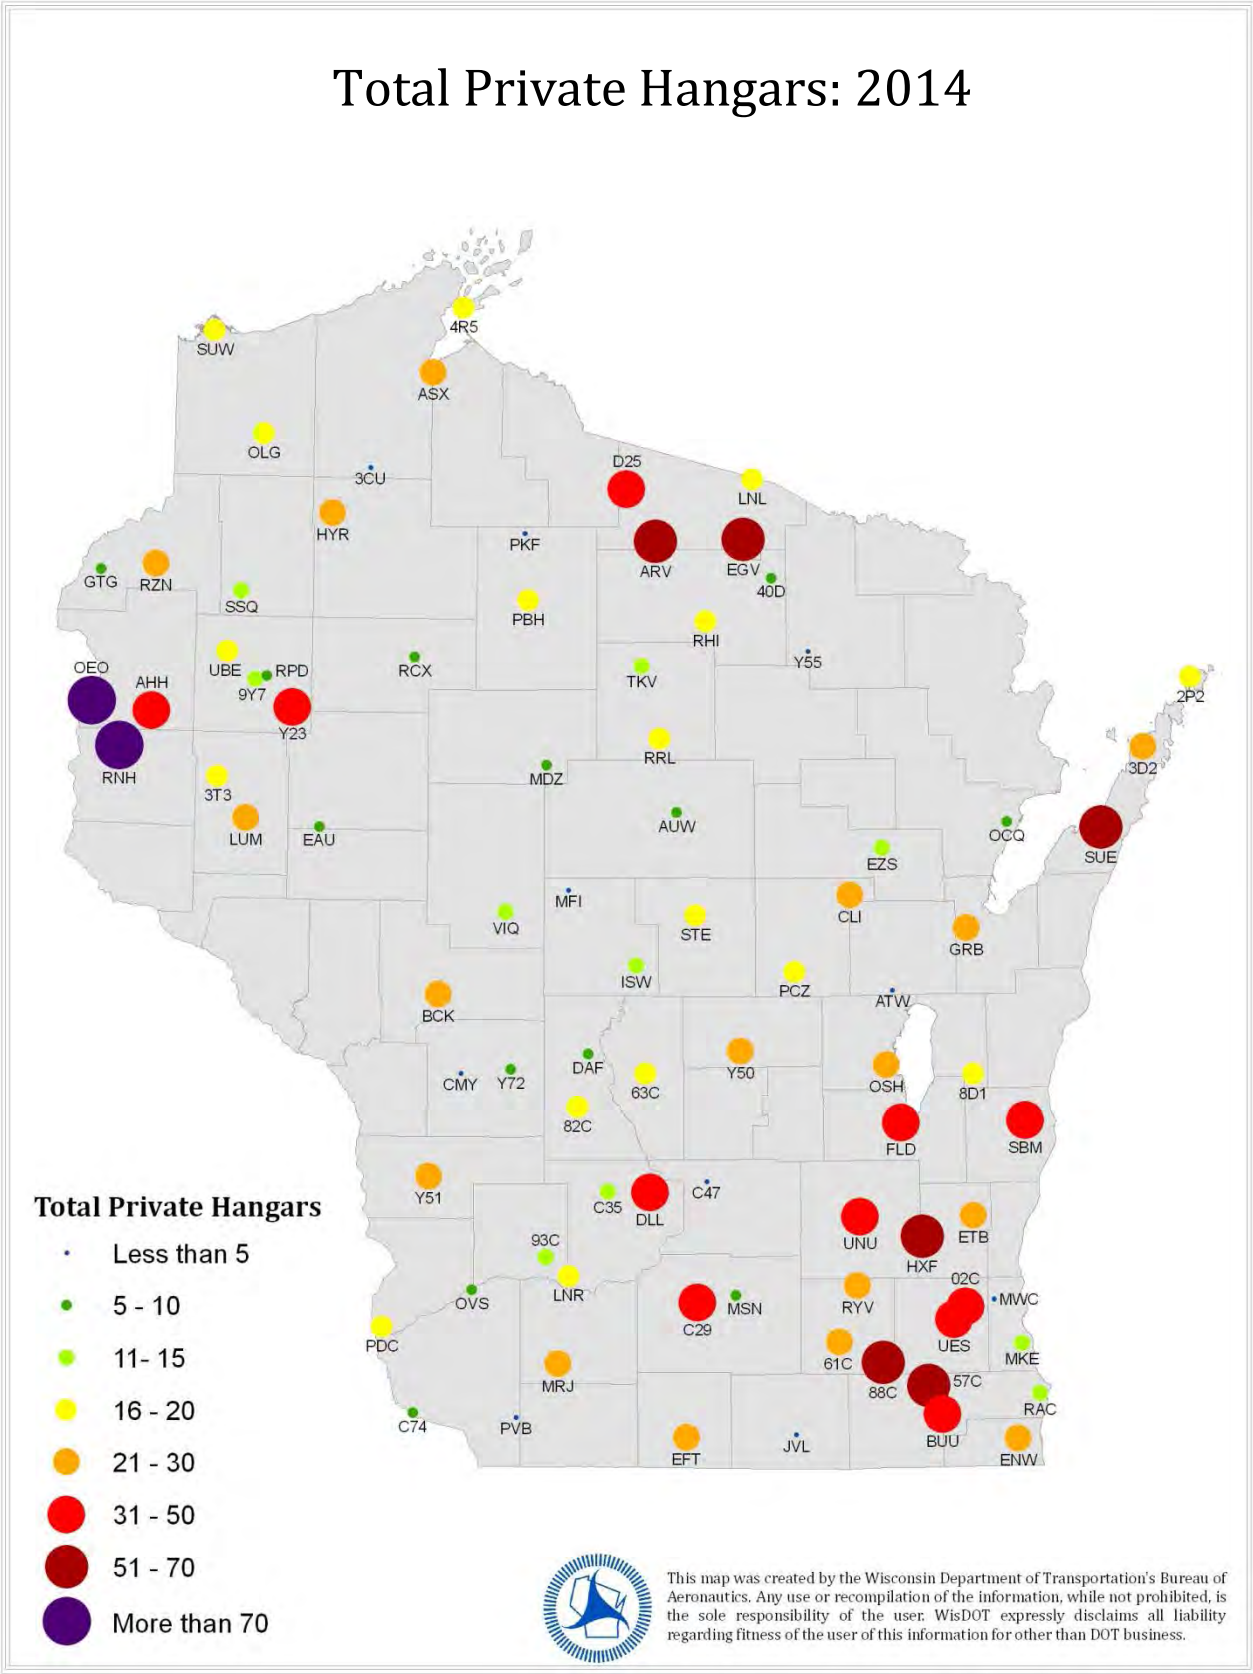 Total Private Hangars: 2014
4R5
SUW
ASX
OLG
D25
3CU
LNL
HYR
PKF
ARV
EGV
GTG
RZN
40D
SSQ
PBH
RHI
Y55
OEO
UBE
RPD
RCX
AHH
9Y7
TKV
2P2
Y23
RRL
3D2
RNH
MDZ
3T3
AUW
OCQ
LUM
EAU
SUE
EZS
MFI
CLI
VIQ
STE
GRB
ISW
PCZ
ATW
BCK
DAF
Y50
CMY
Y72
OSH
63C
8D1
82C
FLD
SBM
Y51
C47
C35
DLL
93C
UNU
ETB
HXF
02C
LNR
OVS
MSN
RYV
MWC
C29
PDC
UES
MKE
61C
MRJ
88C
57C
RAC
C74
PVB
BUU
JVL
EFT
ENW
Total Private Hangars
Less than 5
5 - 10
11- 15
16 - 20
21 - 30
31 - 50
51 - 70
More than 70
This map was created by the Wisconsin Department of Transportation's Bureau of
Aeronautics. Any use or recompilation of the information, while not prohibited, is
the sole responsibility of the user. WisDOT expressly disclaims all liability
regarding fitness of the user of this information for other than DOT business.